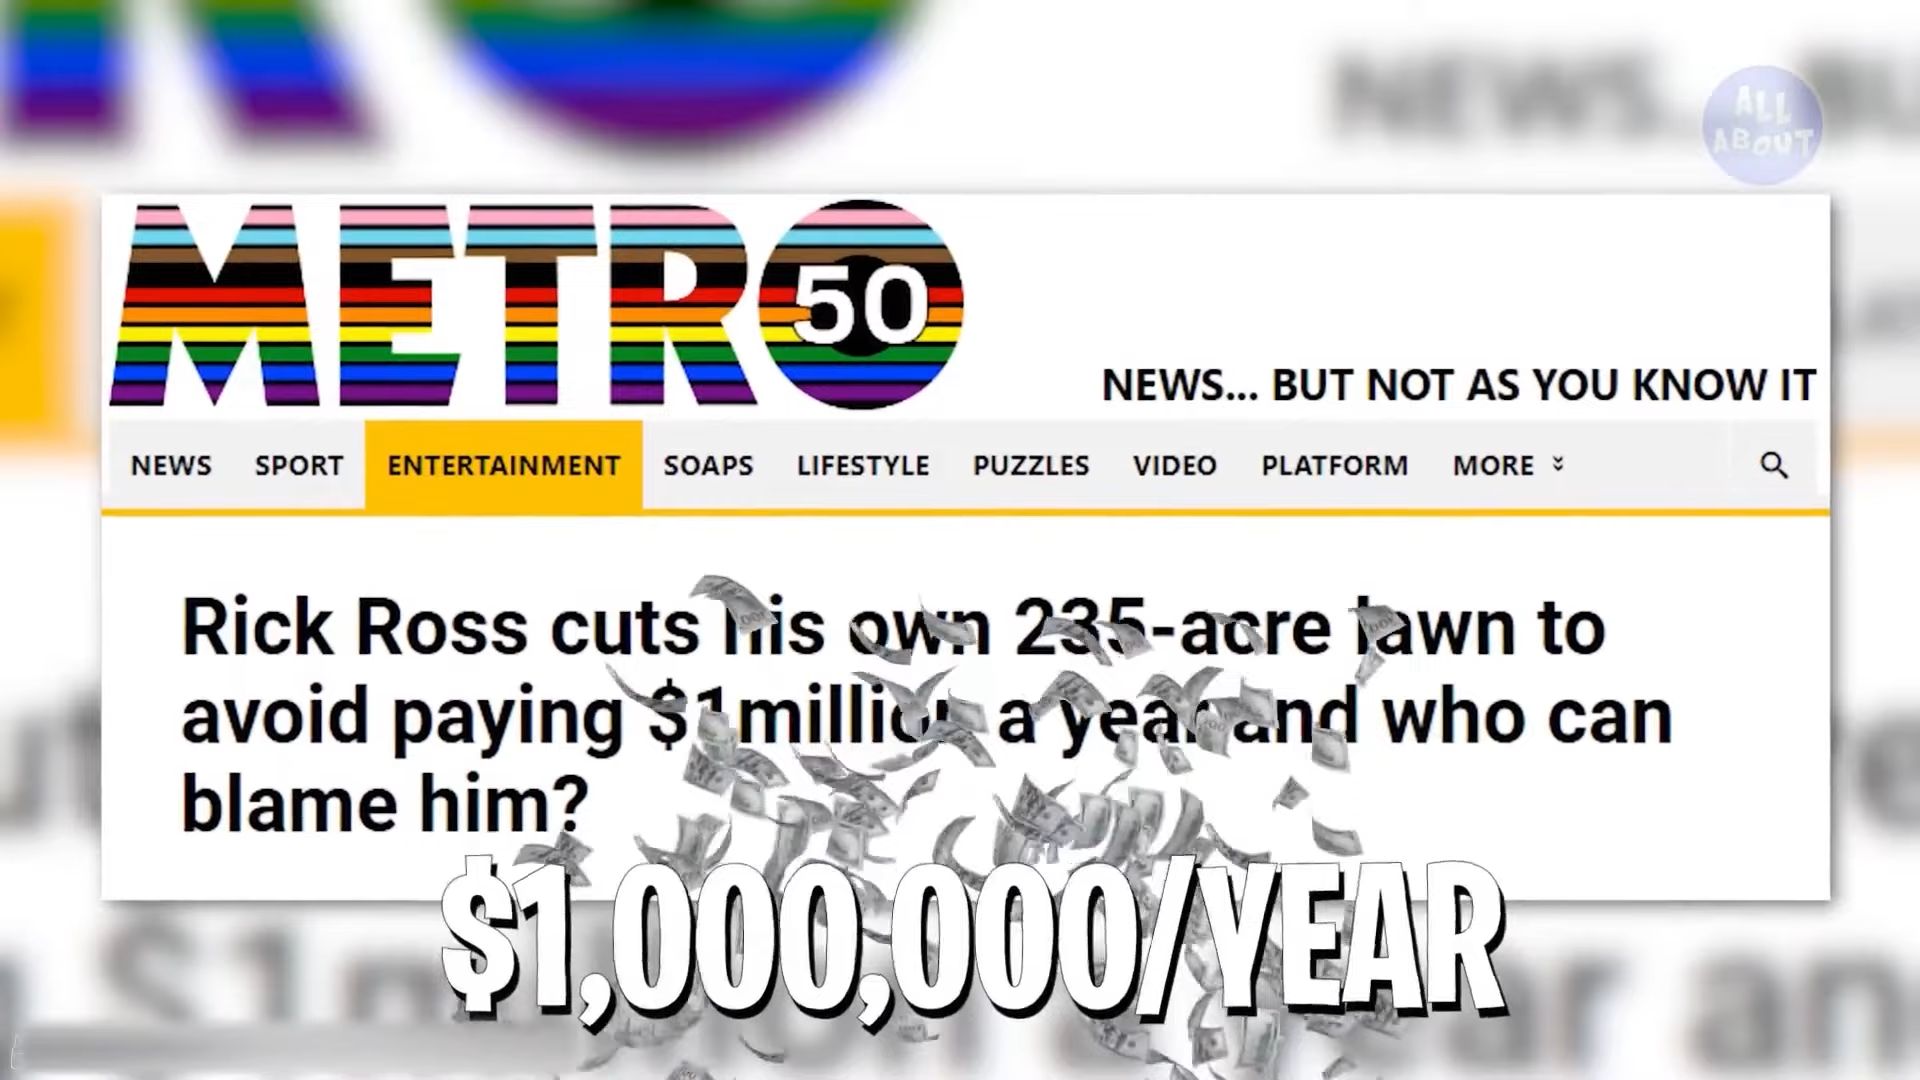 ALL
ABOUT
METRO
50
NEWS... BUT NOT AS YOU KNOW IT
NEWS SPORT ENTERTAINMENT SOAPS LIFESTYLE PUZZLES VIDEO PLATFORM MORE
Rick Ross cuts his own 235-acre lawn to
avoid paying $1million a year and who can
blame him?
$1,000,000/YEAR